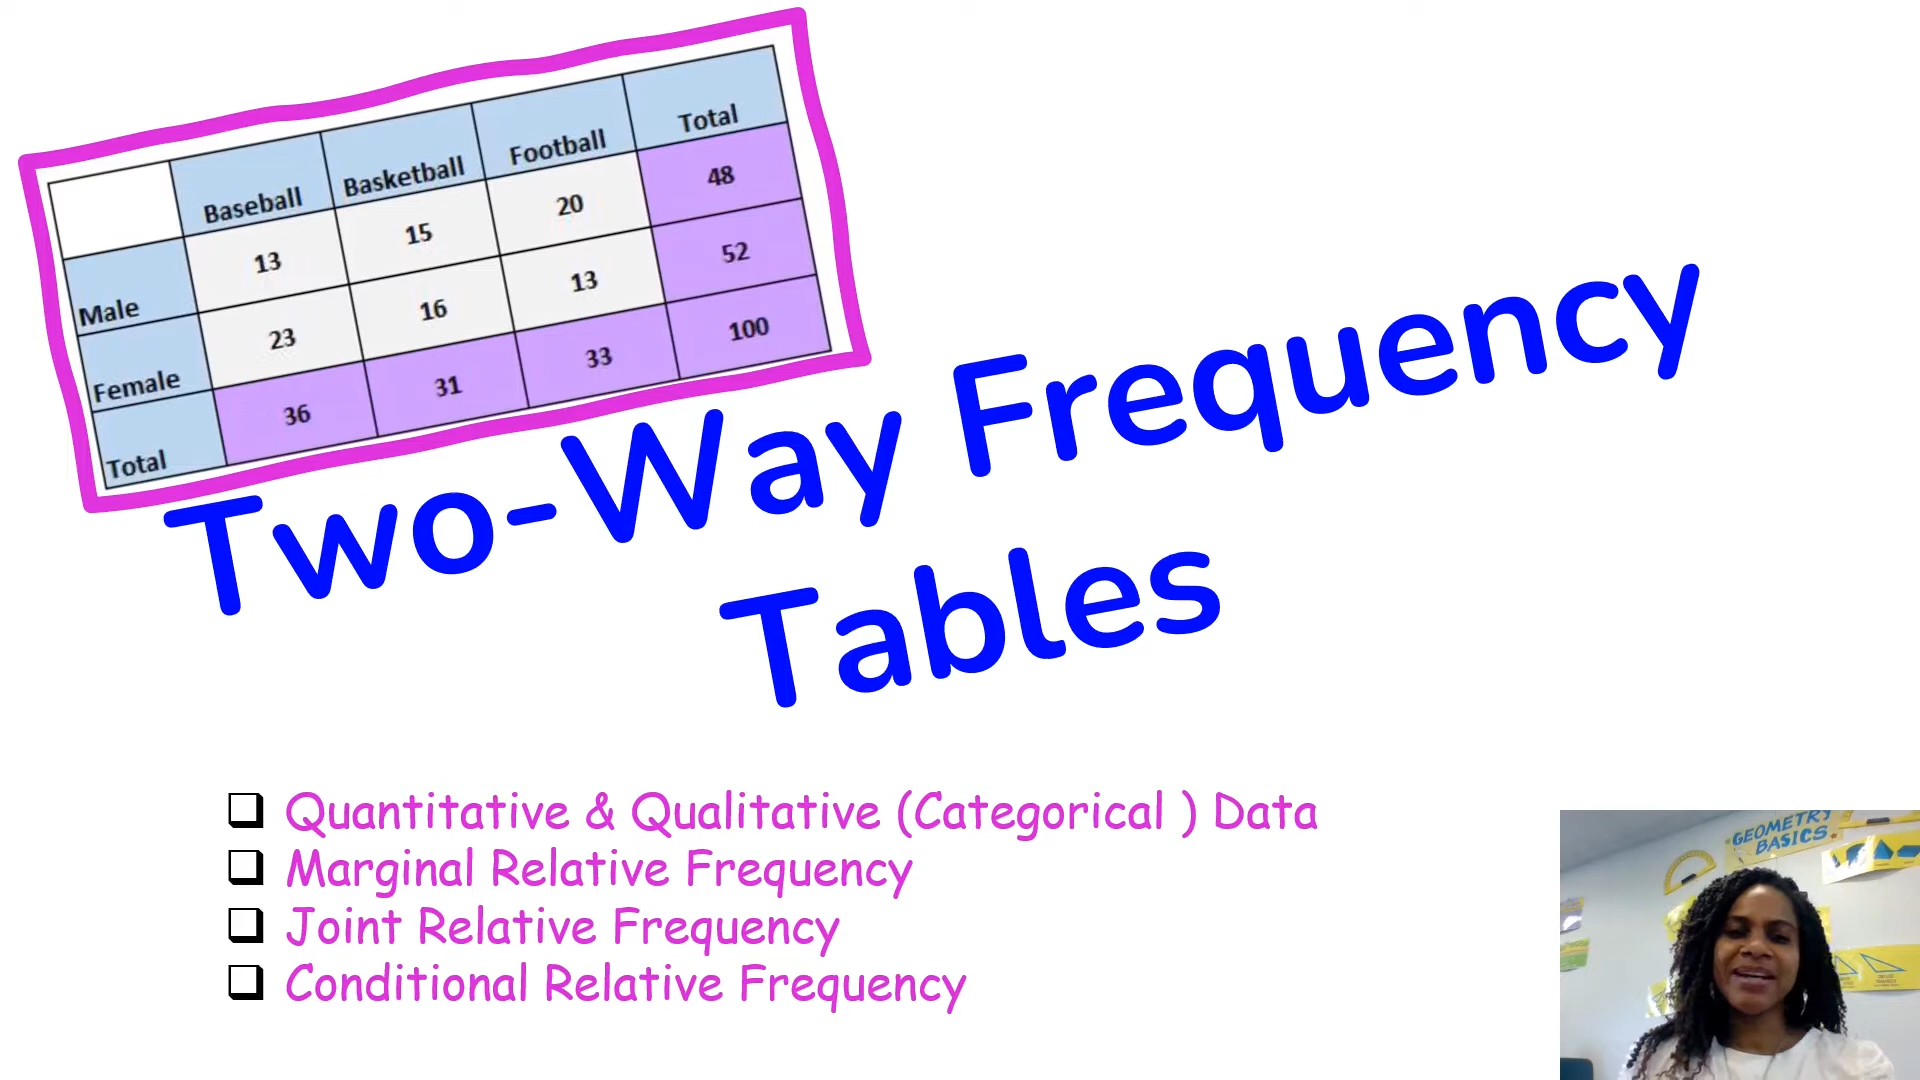 Baseball Basketball Football Total
Male 13 15 20 48
Female 23 16 13 52
Total 36 31 33 100
Two-Way Frequency
Tables
Quantitative & Qualitative (Categorical ) Data
Marginal Relative Frequency
Joint Relative Frequency
Conditional Relative Frequency
GEOMETRY
BASICS